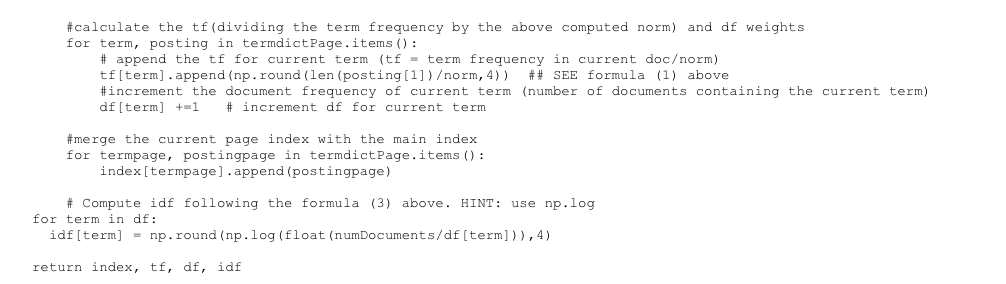 #calculate the tf(dividing the term frequency by the above computed norm) and df weights
for term, posting in termdictPage.items():
# append the tf for current term (tf = term frequency in current doc/norm)
tf[term].append(np.round(len(posting[1])/norm,4))  ## SEE formula (1) above
#increment the document frequency of current term (number of documents containing the current term)
df[term] +=1   # increment df for current term
#merge the current page index with the main index
for termpage, postingpage in termdictPage.items():
index[termpage].append(postingpage)
# Compute idf following the formula (3) above. HINT: use np.log
for term in df:
idf[term] = np.round(np.log(float(numDocuments/df[term])),4)
return index, tf, df, idf